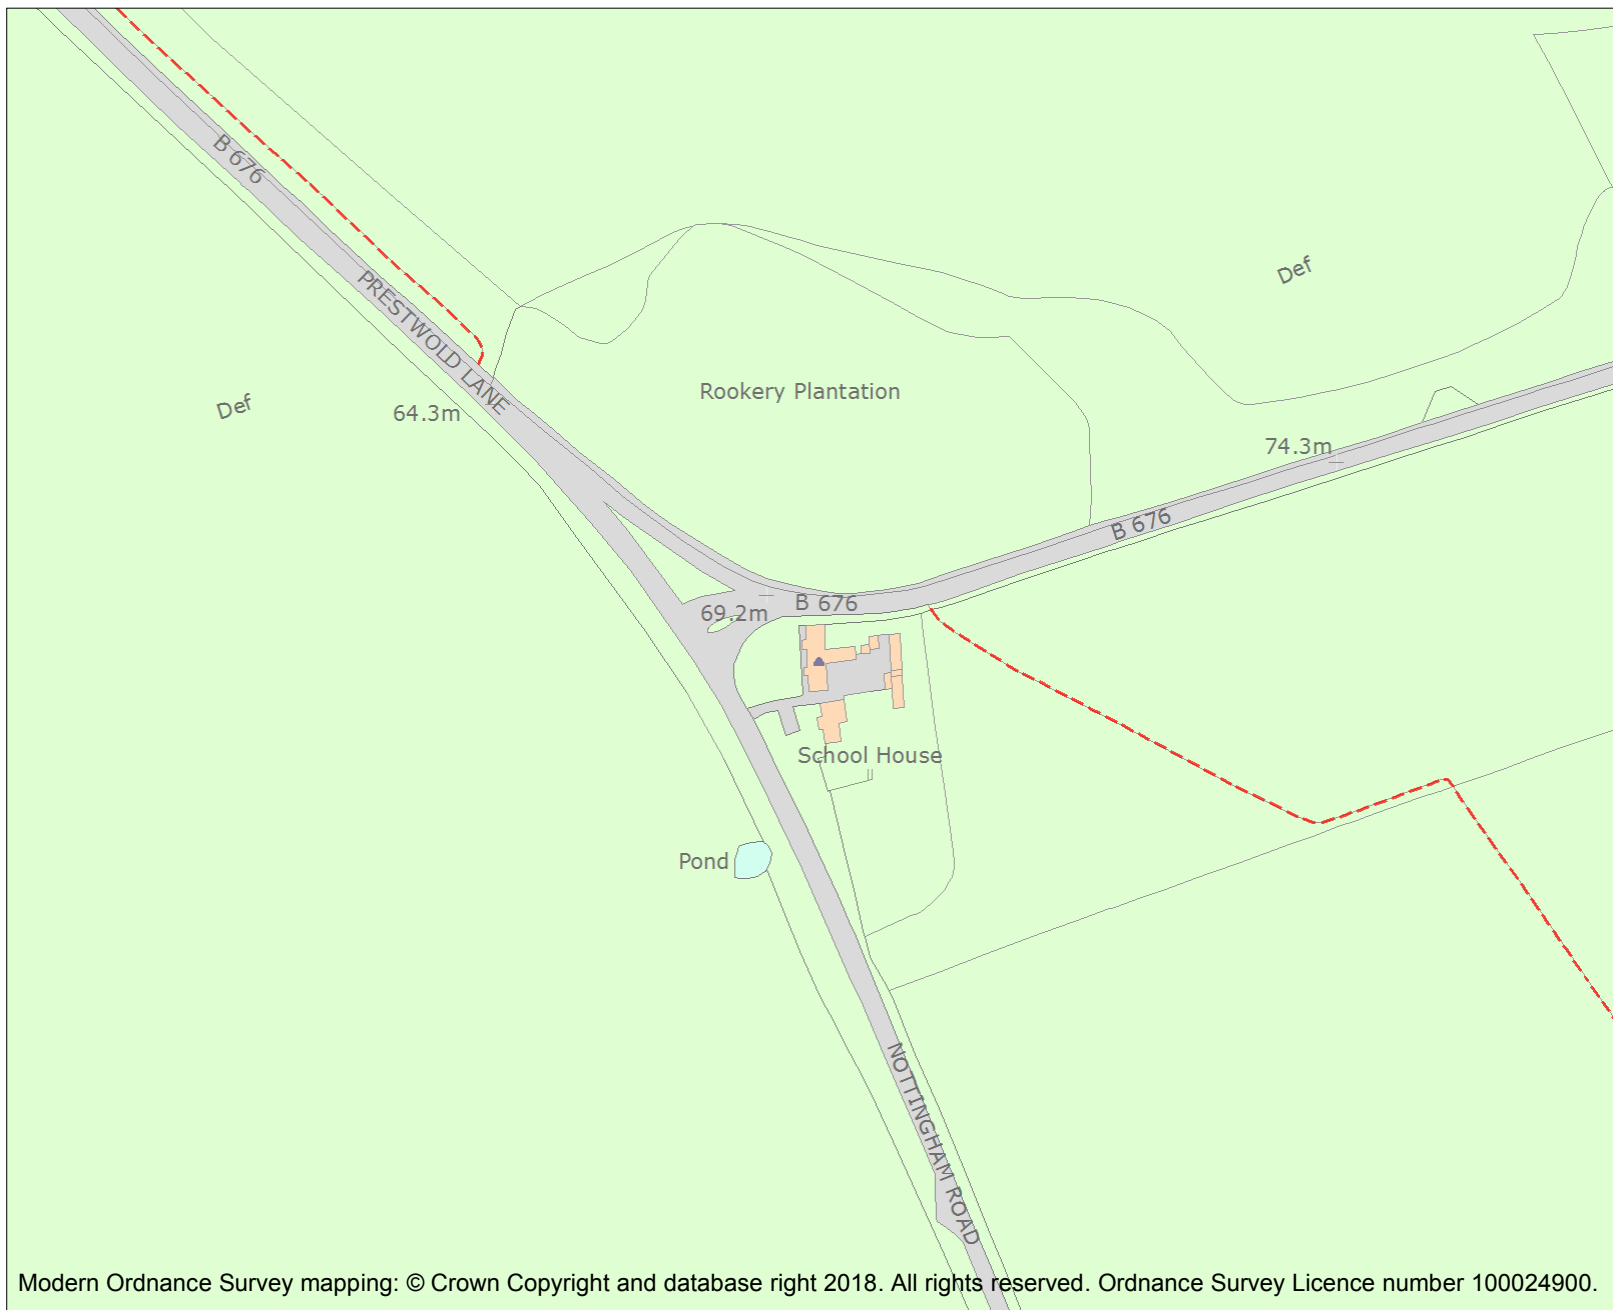 B 676
Def
PRESTWOLD LANE
Rookery Plantation
Def
64.3m
74.3m
B 676
69.2m
B 676
School House
Pond
NOTTINGHAM ROAD
Modern Ordnance Survey mapping: © Crown Copyright and database right 2018. All rights reserved. Ordnance Survey Licence number 100024900.